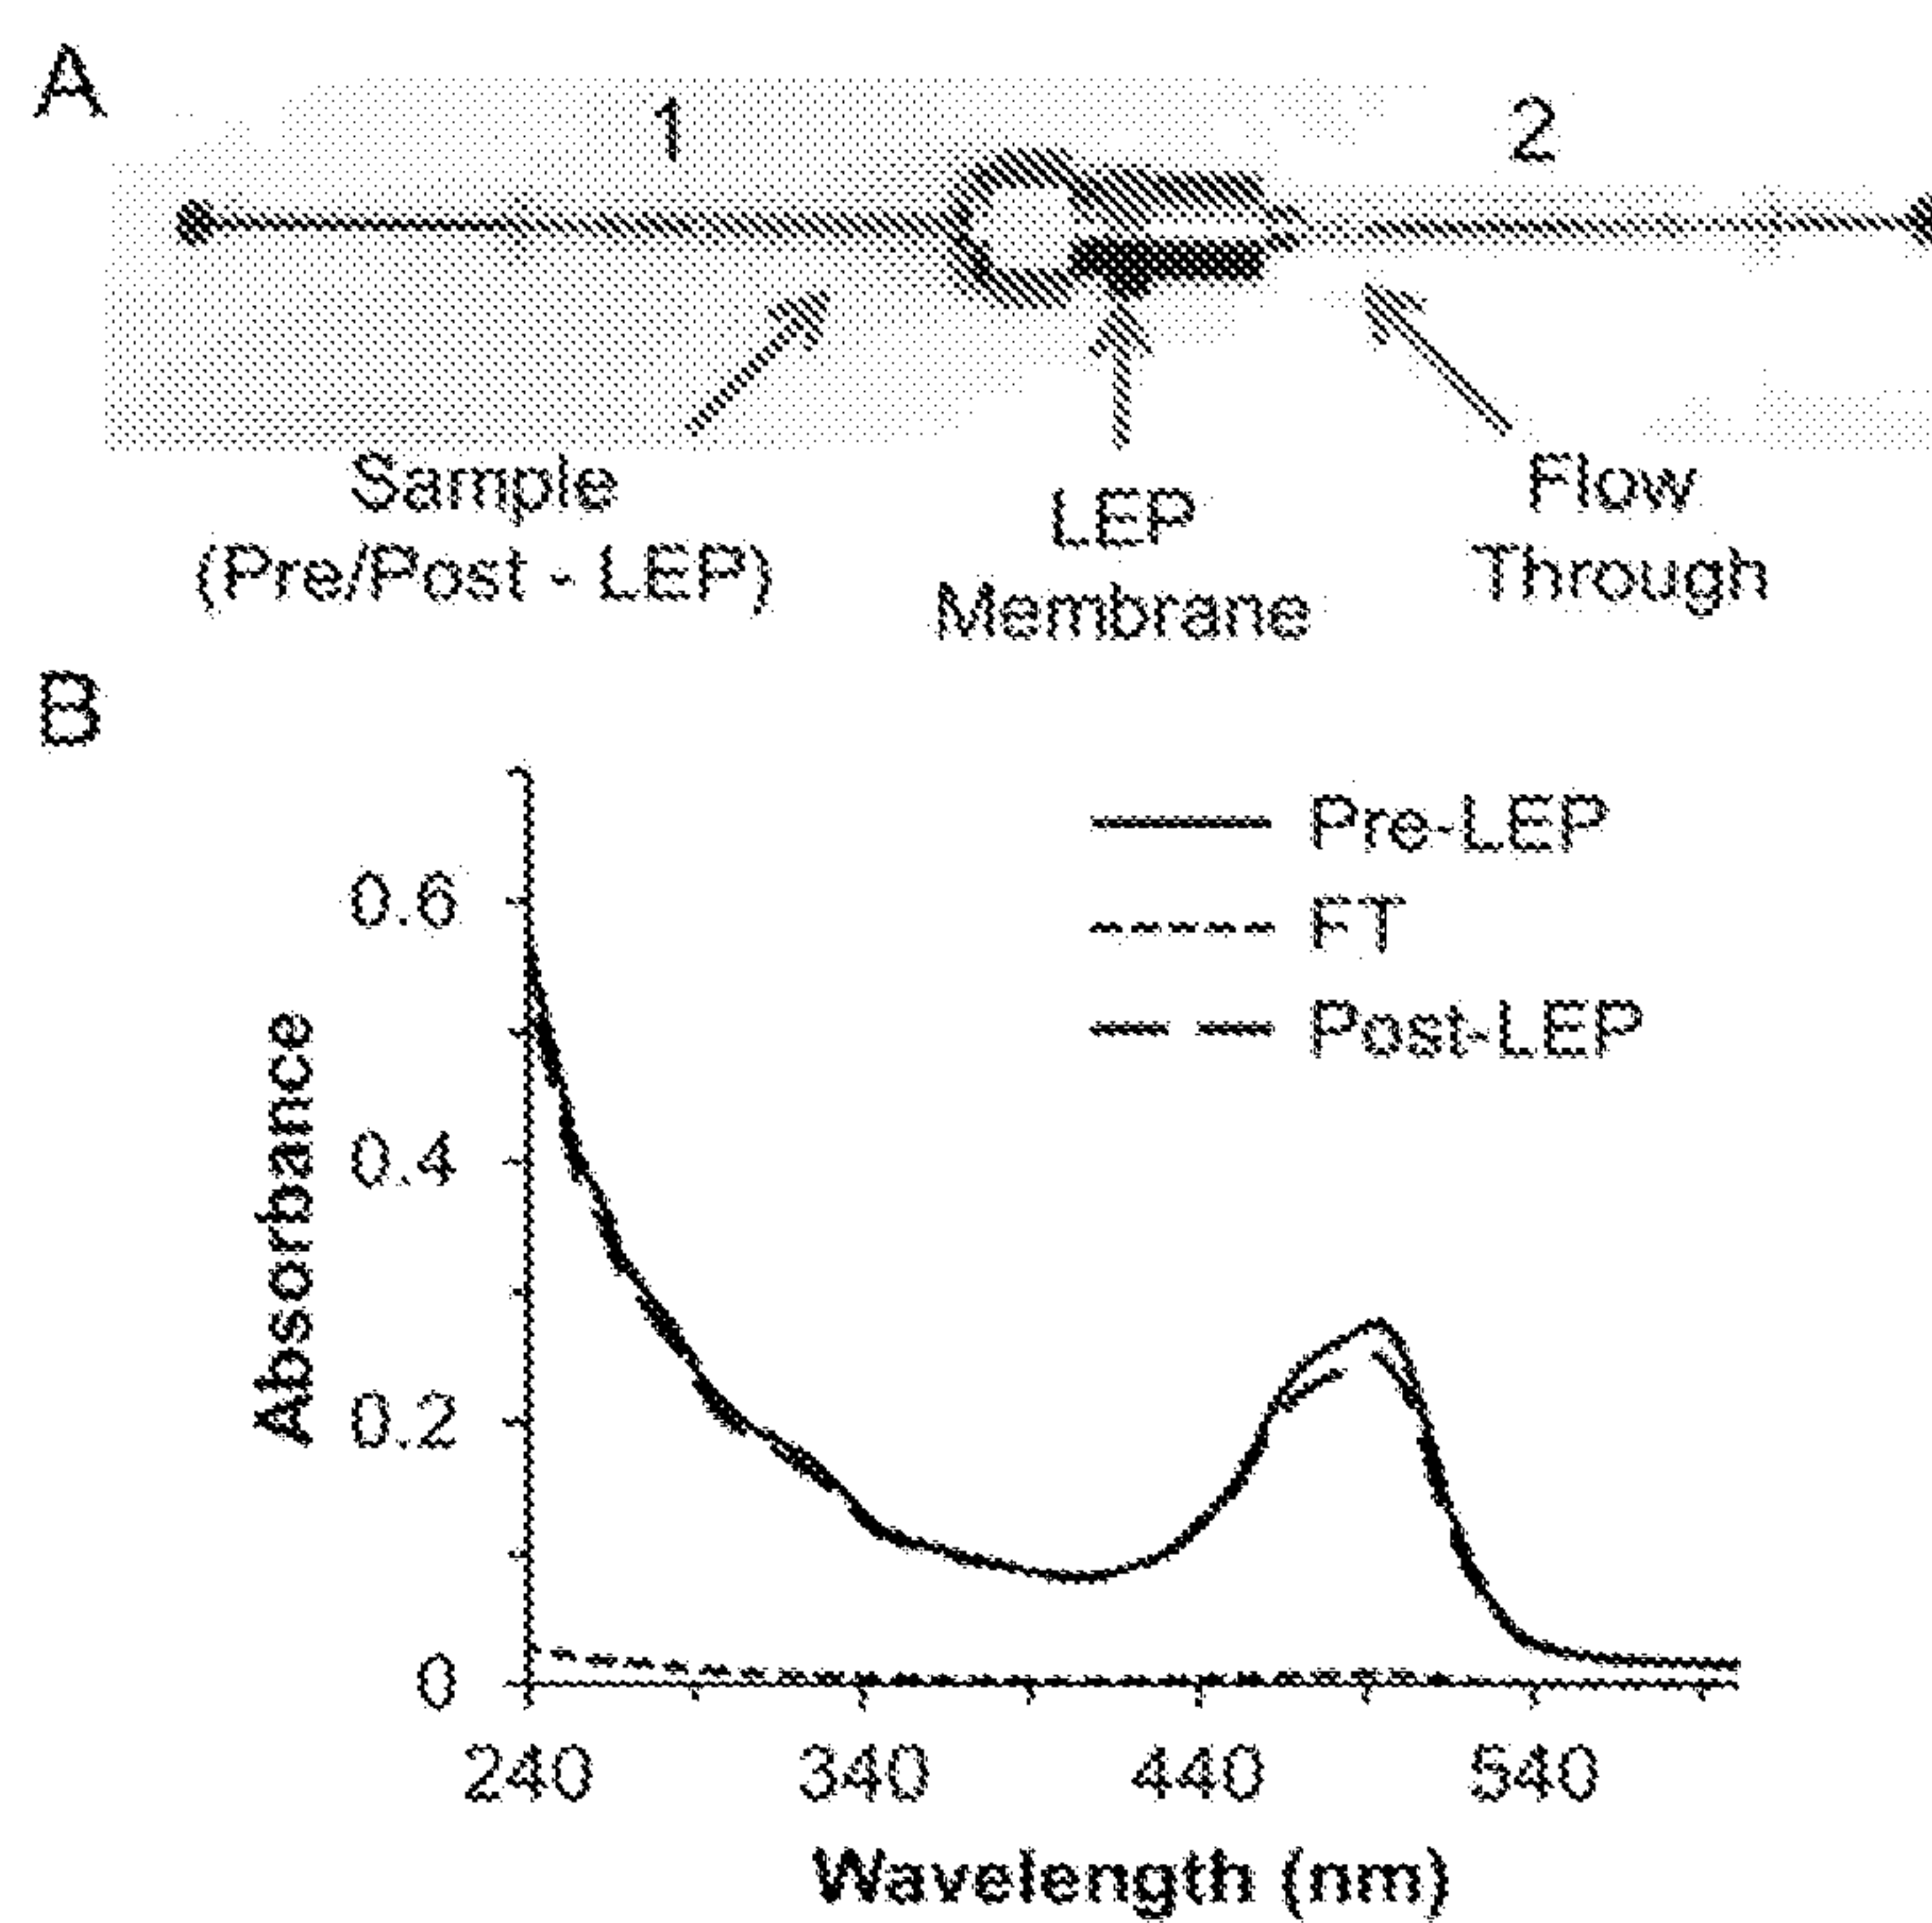 A
1
2
Sample
(Pre/Post - LEP)
LEP
Membrane
Flow
Through
B
Pre-LEP
FT
Post-LEP
0.6
0.4
0.2
0
Absorbance
240
340
440
540
Wavelength (nm)